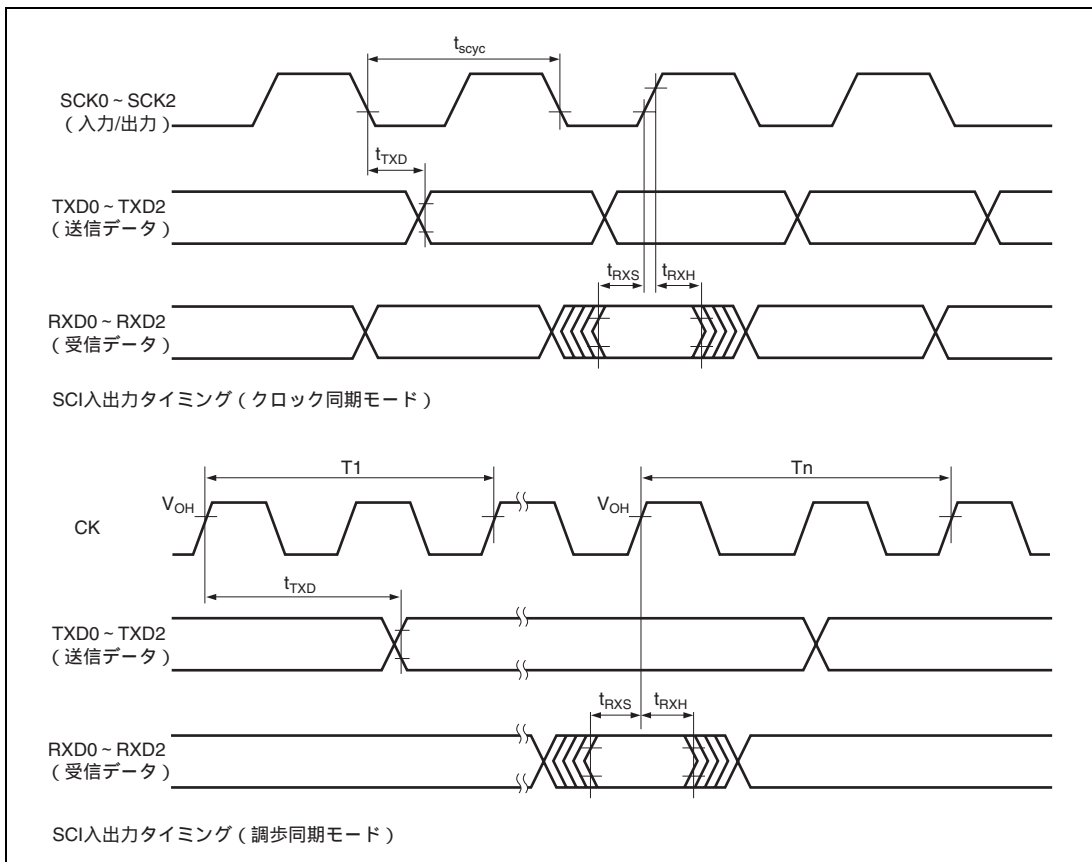 tscyc
SCK0 ~ SCK2
( 入力/出力 )
tTXD
TXD0 ~ TXD2
( 送信データ )
tRXS tRXH
RXD0 ~ RXD2
( 受信データ )
SCI入出力タイミング ( クロック同期モード )
T1 Tn
VOH VOH
CK
tTXD
TXD0 ~ TXD2
( 送信データ )
tRXS tRXH
RXD0 ~ RXD2
( 受信データ )
SCI入出力タイミング ( 調歩同期モード )